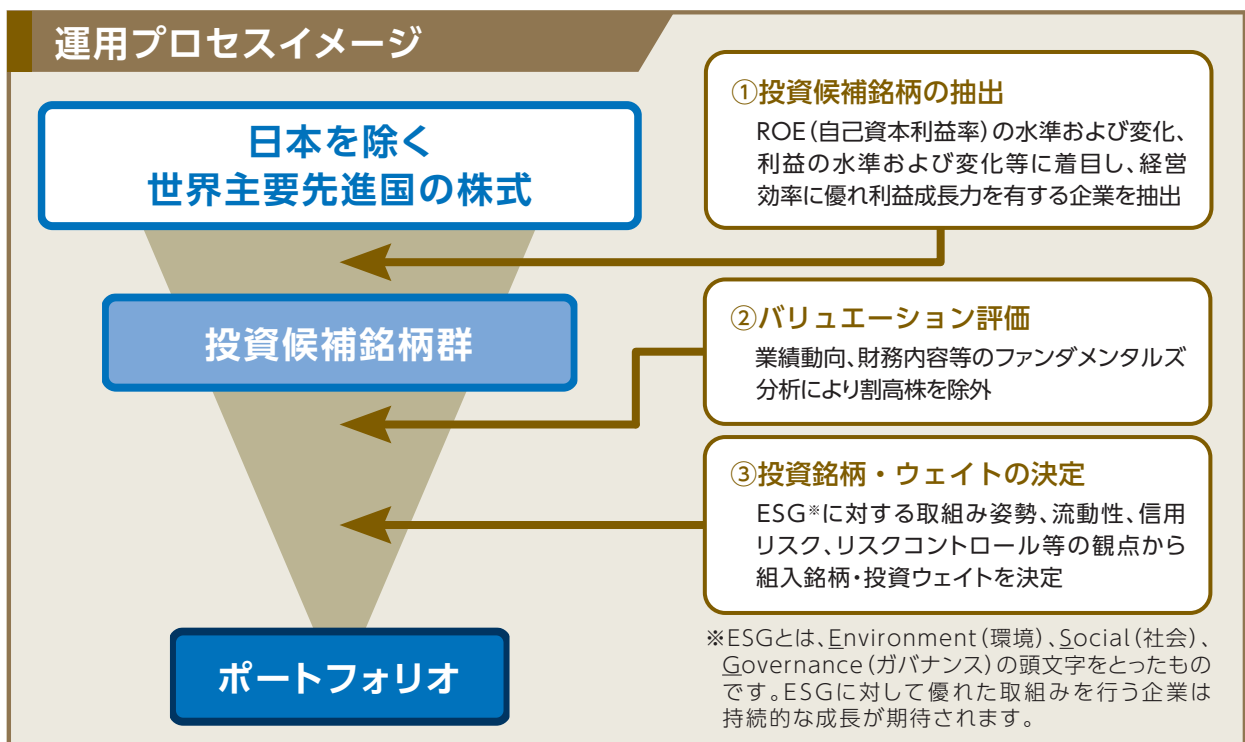 運用プロセスイメージ
日本を除く
世界主要先進国の株式
投資候補銘柄群
ポートフォリオ
①投資候補銘柄の抽出
ROE(自己資本利益率)の水準および変化、
利益の水準および変化等に着目し、経営
効率に優れ利益成長力を有する企業を抽出
②バリュエーション評価
業績動向、財務内容等のファンダメンタルズ
分析により割高株を除外
③投資銘柄・ウェイトの決定
ESG※に対する取組み姿勢、流動性、信用
リスク、リスクコントロール等の観点から
組入銘柄・投資ウェイトを決定
※ESGとは、Environment(環境)、Social(社会)、
Governance(ガバナンス)の頭文字をとったもの
です。ESGに対して優れた取組みを行う企業は
持続的な成長が期待されます。